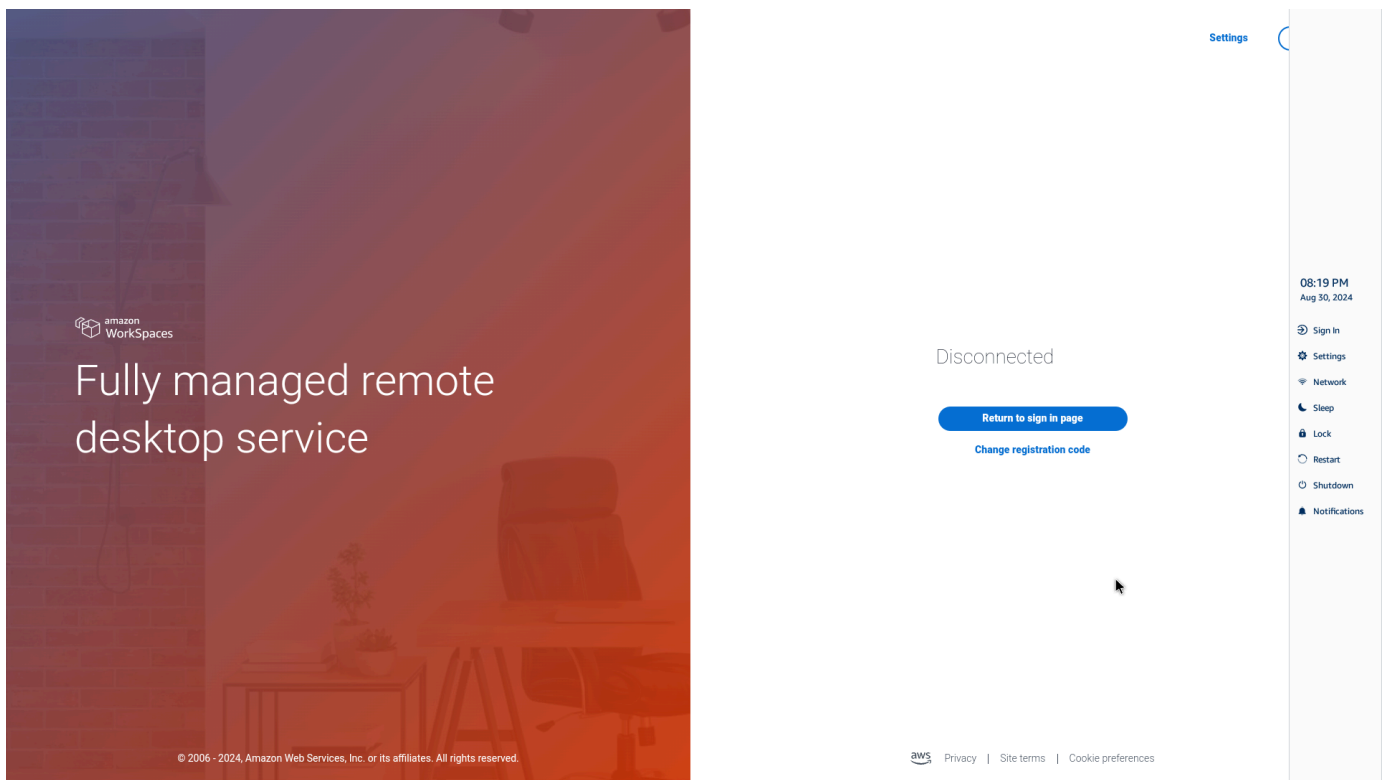 amazon
WorkSpaces
Fully managed remote
desktop service
© 2006 - 2024, Amazon Web Services, Inc. or its affiliates. All rights reserved.
Settings
Disconnected
Return to sign in page
Change registration code
aws Privacy | Site terms | Cookie preferences
08:19 PM
Aug 30, 2024
Sign In
Settings
Network
Sleep
Lock
Restart
Shutdown
Notifications